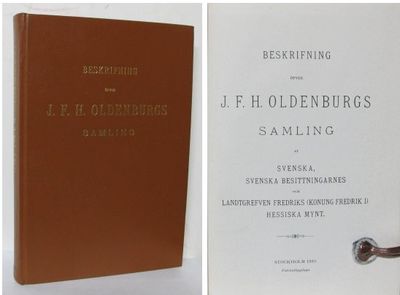 BESKRIFNING
ÖFVER
J. F. H. OLDENBURGS
SAMLING
BESKRIFNING
ÖFVER
J. F. H. OLDENBURGS
SAMLING
AF
SVENSKA,
SVENSKA BESITTNINGARNES
OCH
LANDTGREFVEN FREDRIKS (KONUNG FREDRIK I)
HESSISKA MYNT.
STOCKHOLM